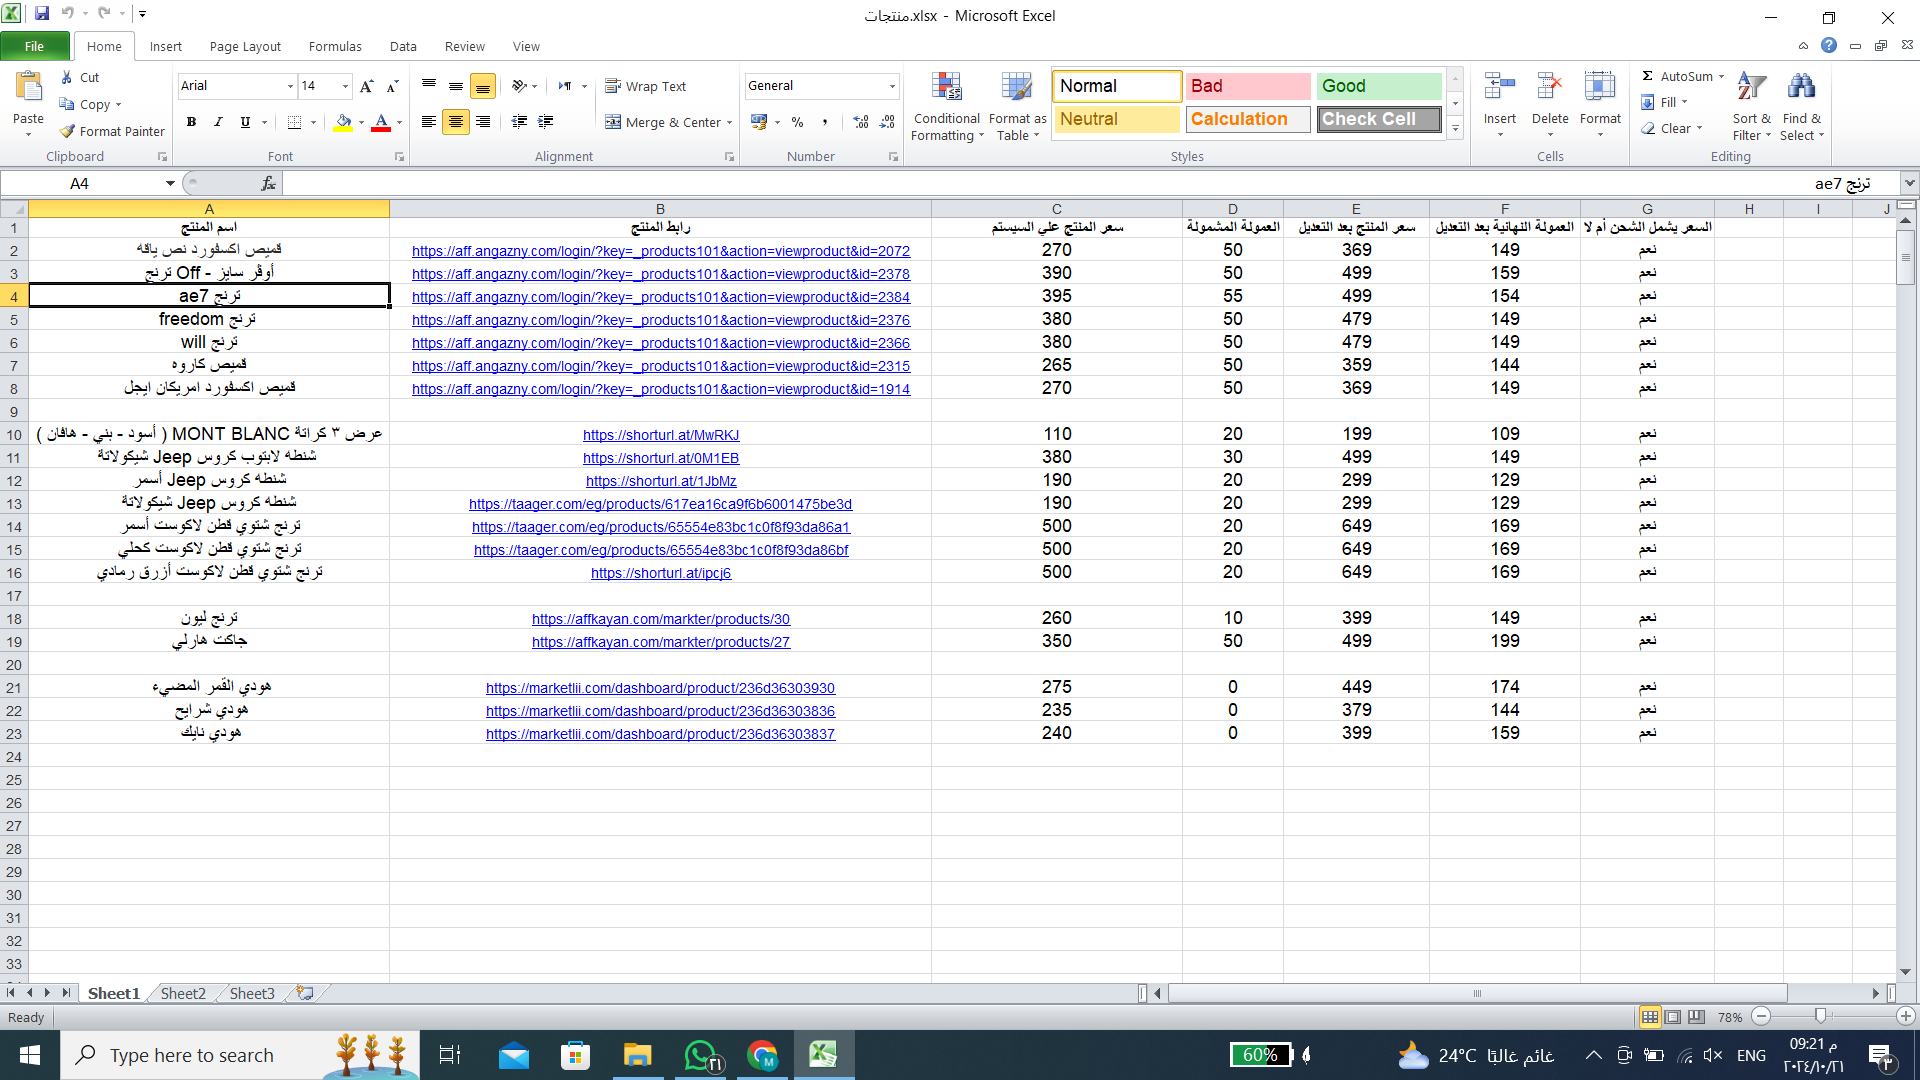 منتجات.xlsx - Microsoft Excel
File Home Insert Page Layout Formulas Data Review View
Paste Cut Copy Format Painter Clipboard
Arial 14 B I U Font
Wrap Text Merge & Center Alignment
General % Number
Conditional Formatting Format as Table
Normal Bad Good
Neutral Calculation Check Cell
Styles
Insert Delete Format Cells
Σ AutoSum Fill Clear Sort & Filter Find & Select Editing
A4 fx ترنج ae7
A B C D E F G H I J
1 اسم المنتج رابط المنتج سعر المنتج علي السيستم العمولة المشمولة سعر المنتج بعد التعديل العمولة النهائية بعد التعديل السعر يشمل الشحن أم لا
2 قميص اكسفورد نص ياقه https://aff.angazny.com/login/?key=_products101&action=viewproduct&id=2072 270 50 369 149 نعم
3 أوڤر سايز - Off ترنج https://aff.angazny.com/login/?key=_products101&action=viewproduct&id=2378 390 50 499 159 نعم
4 ترنج ae7 https://aff.angazny.com/login/?key=_products101&action=viewproduct&id=2384 395 55 499 154 نعم
5 ترنج freedom https://aff.angazny.com/login/?key=_products101&action=viewproduct&id=2376 380 50 479 149 نعم
6 ترنج will https://aff.angazny.com/login/?key=_products101&action=viewproduct&id=2366 380 50 479 149 نعم
7 قميص كاروه https://aff.angazny.com/login/?key=_products101&action=viewproduct&id=2315 265 50 359 144 نعم
8 قميص اكسفورد امريكان ايجل https://aff.angazny.com/login/?key=_products101&action=viewproduct&id=1914 270 50 369 149 نعم
9
10 عرض ٣ كراتة MONT BLANC ( أسود - بني - هافان ) https://shorturl.at/MwRKJ 110 20 199 109 نعم
11 شنطه لابتوب كروس Jeep شيكولاتة https://shorturl.at/0M1EB 380 30 499 149 نعم
12 شنطه كروس Jeep أسمر https://shorturl.at/1JbMz 190 20 299 129 نعم
13 شنطه كروس Jeep شيكولاتة https://taager.com/eg/products/617ea16ca9f6b6001475be3d 190 20 299 129 نعم
14 ترنج شتوي قطن لاكوست أسمر https://taager.com/eg/products/65554e83bc1c0f8f93da86a1 500 20 649 169 نعم
15 ترنج شتوي قطن لاكوست كحلي https://taager.com/eg/products/65554e83bc1c0f8f93da86bf 500 20 649 169 نعم
16 ترنج شتوي قطن لاكوست أزرق رمادي https://shorturl.at/ipcj6 500 20 649 169 نعم
17
18 ترنج ليون https://affkayan.com/markter/products/30 260 10 399 149 نعم
19 جاكت هارلي https://affkayan.com/markter/products/27 350 50 499 199 نعم
20
21 هودي القمر المضيء https://marketlii.com/dashboard/product/236d36303930 275 0 449 174 نعم
22 هودي شرايح https://marketlii.com/dashboard/product/236d36303836 235 0 379 144 نعم
23 هودي نايك https://marketlii.com/dashboard/product/236d36303837 240 0 399 159 نعم
24
25
26
27
28
29
30
31
32
33
Sheet1 Sheet2 Sheet3
Ready 78%
Type here to search 60% 24°C غائم غالبًا ENG 09:21 م
٢٠٢٤/١٠/٢١